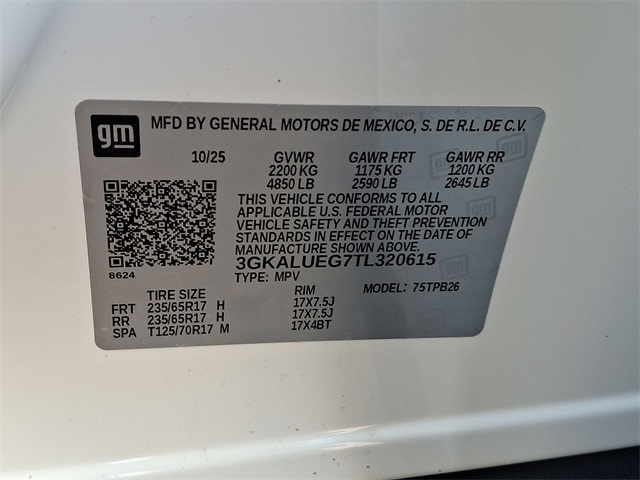 gm MFD BY GENERAL MOTORS DE MEXICO, S. DE R.L. DE C.V.
10/25 GVWR GAWR FRT GAWR RR
2200 KG 1175 KG 1200 KG
4850 LB 2590 LB 2645 LB
THIS VEHICLE CONFORMS TO ALL
APPLICABLE U.S. FEDERAL MOTOR
VEHICLE SAFETY AND THEFT PREVENTION
STANDARDS IN EFFECT ON THE DATE OF
MANUFACTURE SHOWN ABOVE.
3GKALUEG7TL320615
8624 TYPE: MPV MODEL: 75TPB26
TIRE SIZE RIM
FRT 235/65R17 H 17X7.5J
RR 235/65R17 H 17X7.5J
SPA T125/70R17 M 17X4BT